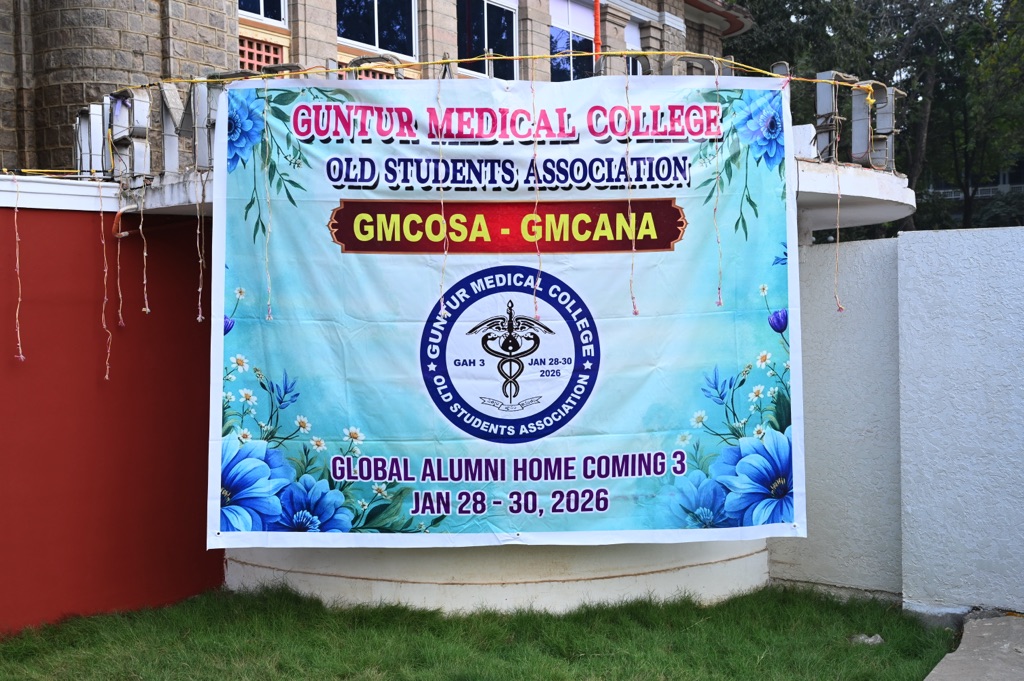 GUNTUR MEDICAL COLLEGE
OLD STUDENTS ASSOCIATION
GMCOSA - GMCANA
GUNTUR MEDICAL COLLEGE
GAH 3
JAN 28-30
2026
OLD STUDENTS ASSOCIATION
GLOBAL ALUMNI HOME COMING 3
JAN 28 - 30, 2026